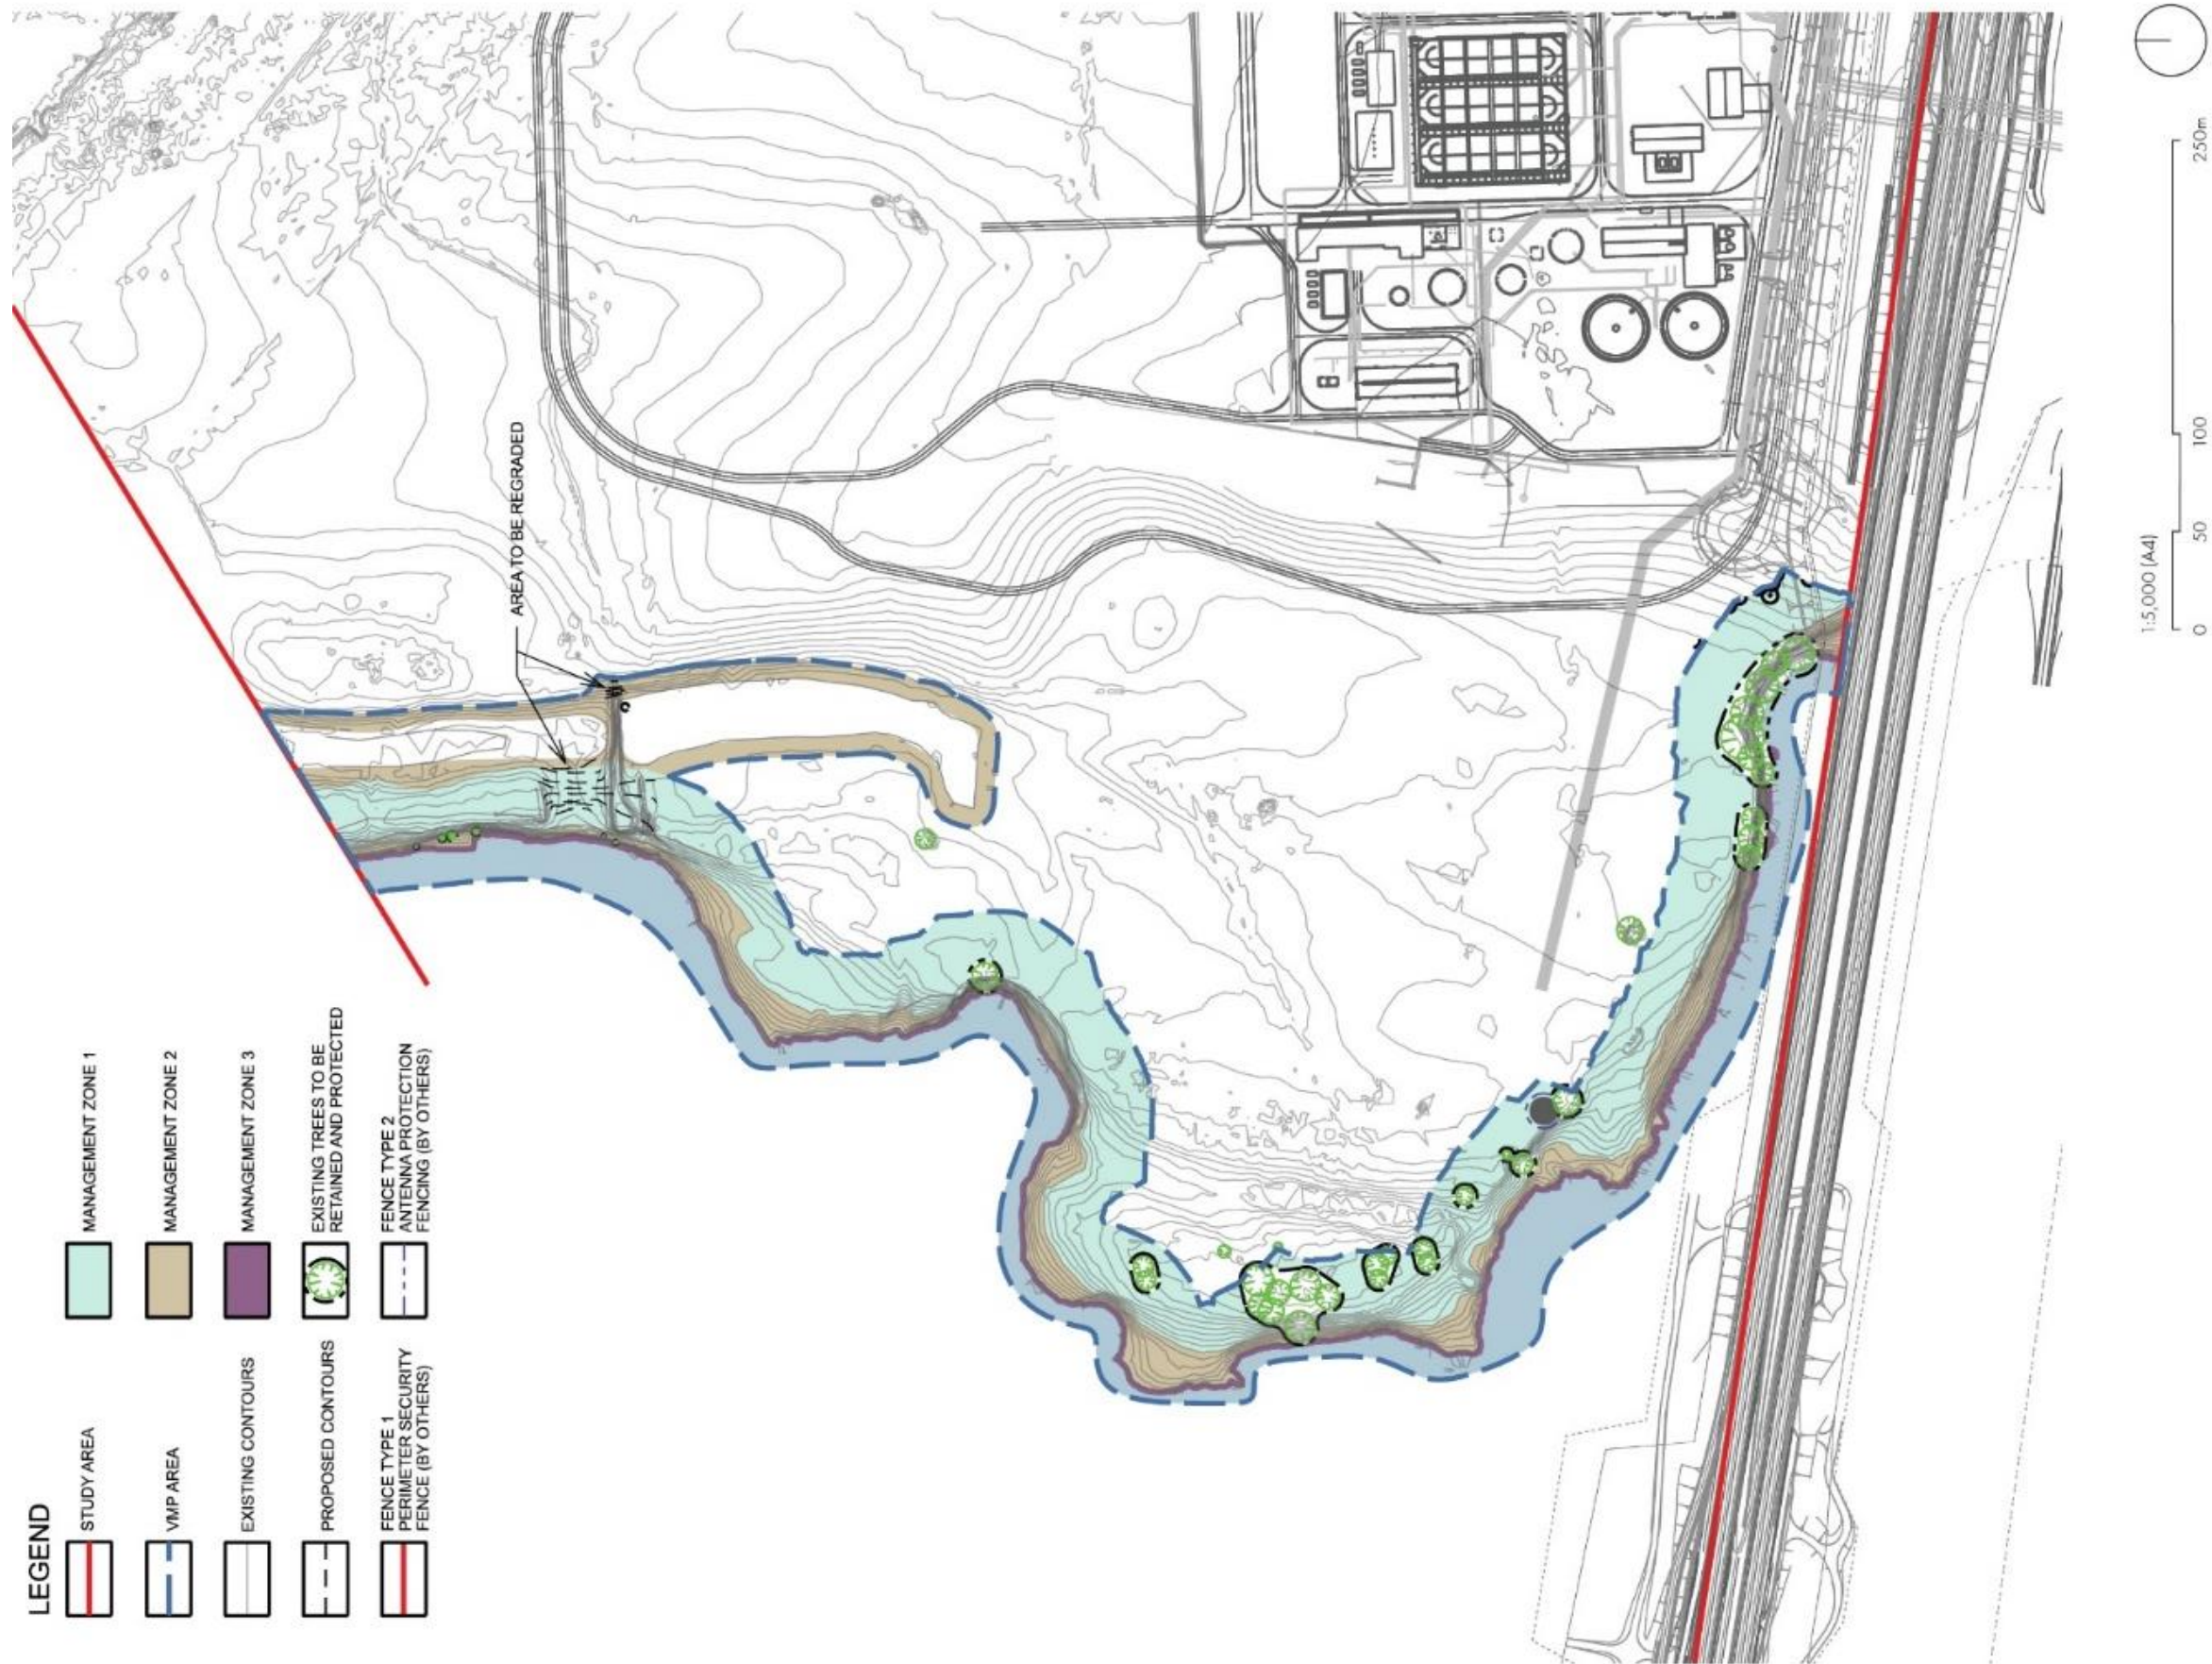 LEGEND
STUDY AREA
VMP AREA
EXISTING CONTOURS
PROPOSED CONTOURS
FENCE TYPE 1
PERIMETER SECURITY
FENCE (BY OTHERS)
MANAGEMENT ZONE 1
MANAGEMENT ZONE 2
MANAGEMENT ZONE 3
EXISTING TREES TO BE
RETAINED AND PROTECTED
FENCE TYPE 2
ANTENNA PROTECTION
FENCING (BY OTHERS)
AREA TO BE REGRADED
1:5,000 (A4)
0 50 100 250m